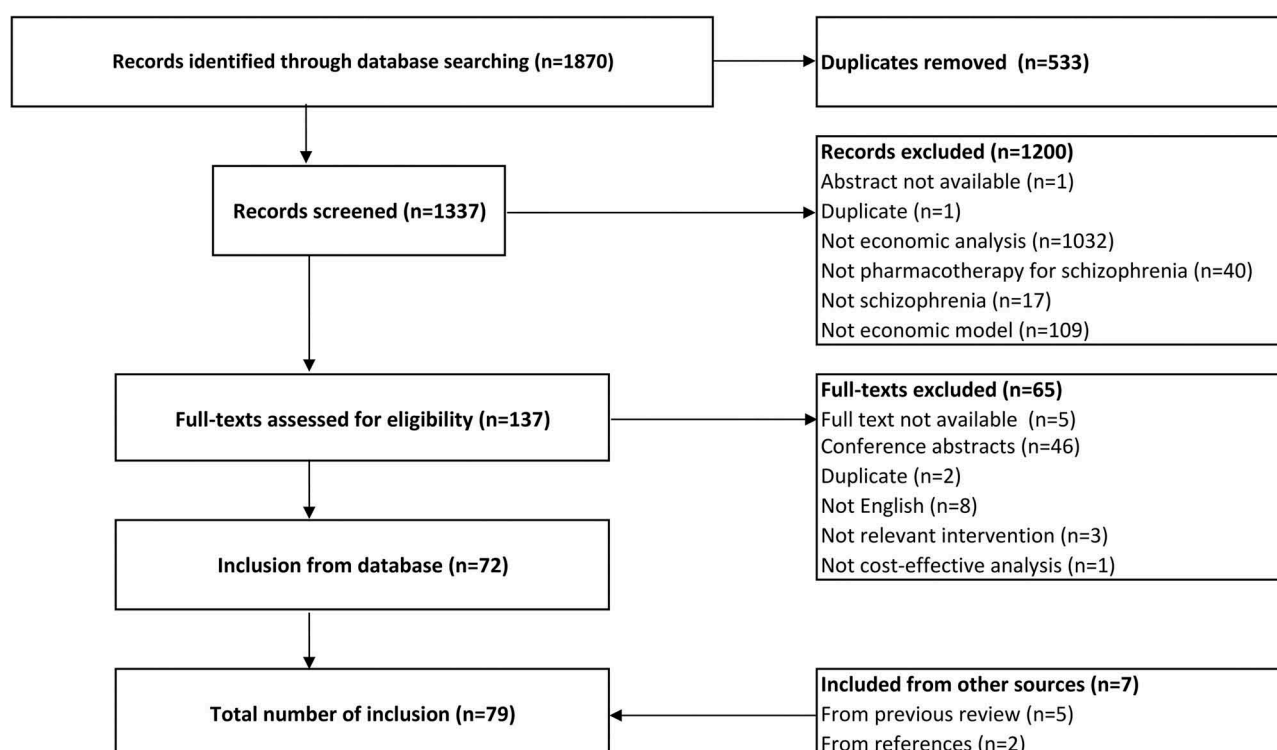 Records identified through database searching (n=1870)
Duplicates removed (n=533)
Records screened (n=1337)
Records excluded (n=1200)
Abstract not available (n=1)
Duplicate (n=1)
Not economic analysis (n=1032)
Not pharmacotherapy for schizophrenia (n=40)
Not schizophrenia (n=17)
Not economic model (n=109)
Full-texts assessed for eligibility (n=137)
Full-texts excluded (n=65)
Full text not available (n=5)
Conference abstracts (n=46)
Duplicate (n=2)
Not English (n=8)
Not relevant intervention (n=3)
Not cost-effective analysis (n=1)
Inclusion from database (n=72)
Total number of inclusion (n=79)
Included from other sources (n=7)
From previous review (n=5)
From references (n=2)